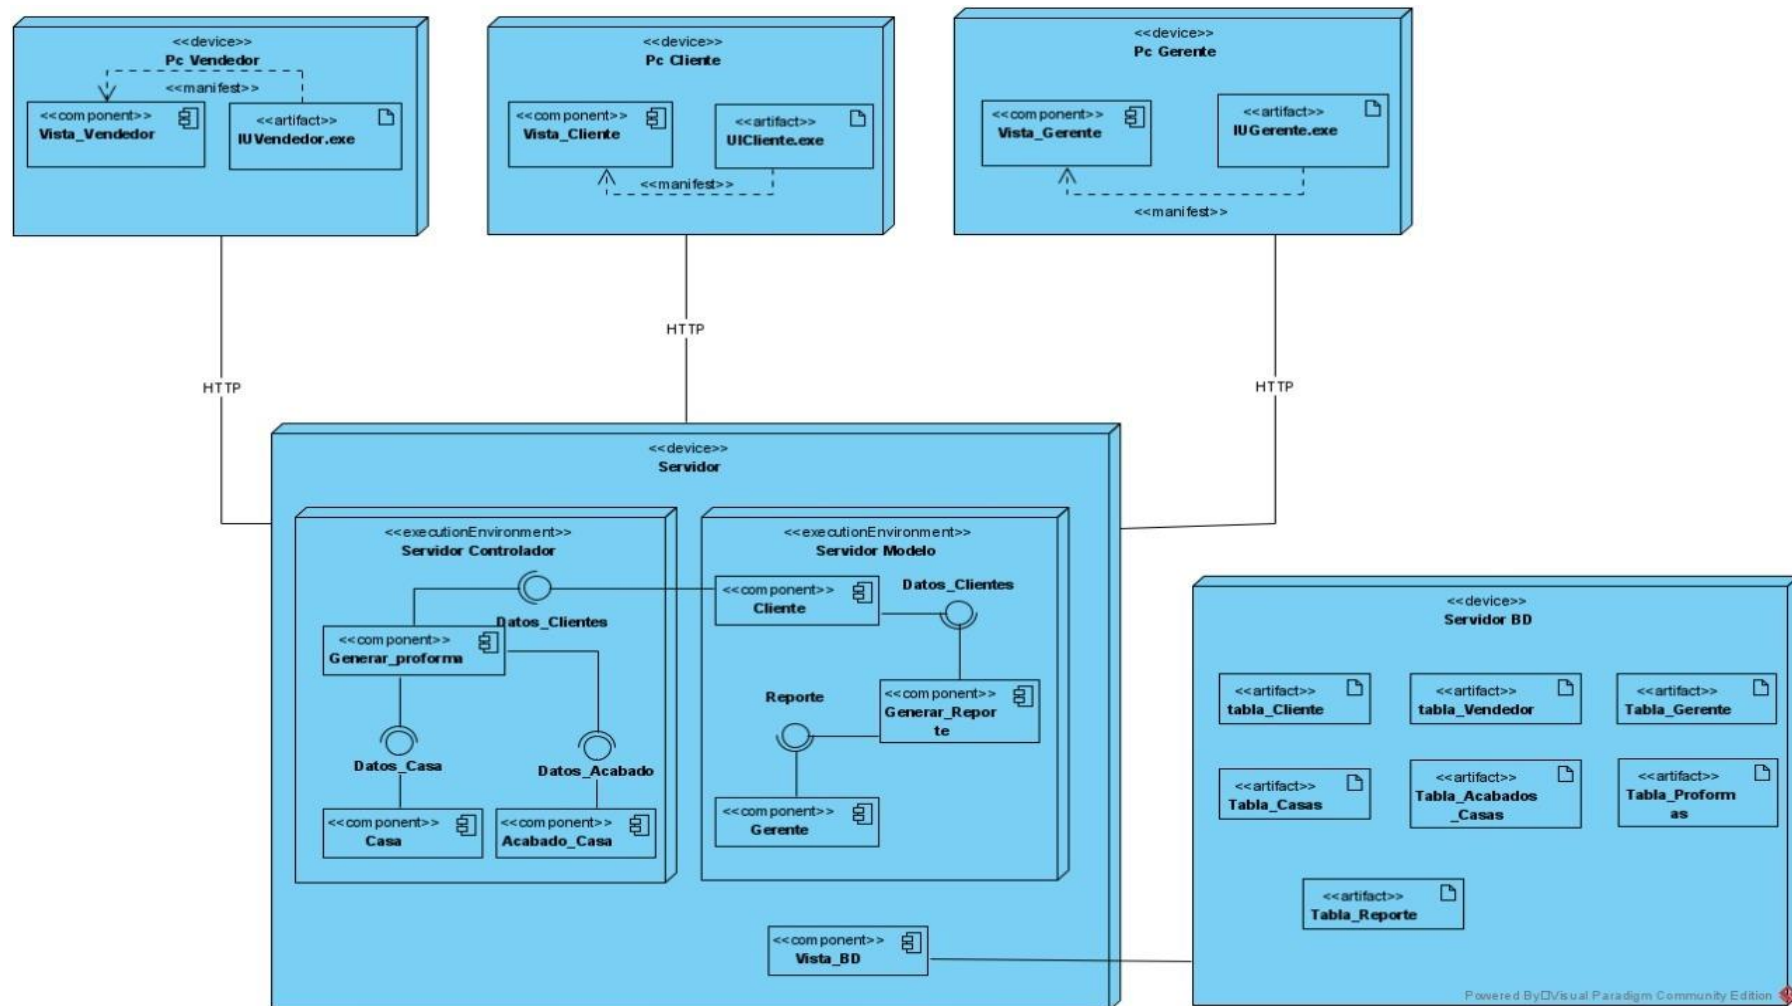 <<device>>
Pc Vendedor
<<manifest>>
<<component>>
Vista_Vendedor
<<artifact>>
IUVendedor.exe
<<device>>
Pc Cliente
<<component>>
Vista_Cliente
<<artifact>>
UICliente.exe
<<manifest>>
<<device>>
Pc Gerente
<<component>>
Vista_Gerente
<<artifact>>
IUGerente.exe
<<manifest>>
HTTP
HTTP
HTTP
<<device>>
Servidor
<<executionEnvironment>>
Servidor Controlador
Datos_Clientes
<<component>>
Generar_proforma
Datos_Casa
Datos_Acabado
<<component>>
Casa
<<component>>
Acabado_Casa
<<executionEnvironment>>
Servidor Modelo
<<component>>
Cliente
Datos_Clientes
Reporte
<<component>>
Generar_Repor
te
<<component>>
Gerente
<<component>>
Vista_BD
<<device>>
Servidor BD
<<artifact>>
tabla_Cliente
<<artifact>>
tabla_Vendedor
<<artifact>>
Tabla_Gerente
<<artifact>>
Tabla_Casas
<<artifact>>
Tabla_Acabados
_Casas
<<artifact>>
Tabla_Proform
as
<<artifact>>
Tabla_Reporte
Powered By Visual Paradigm Community Edition